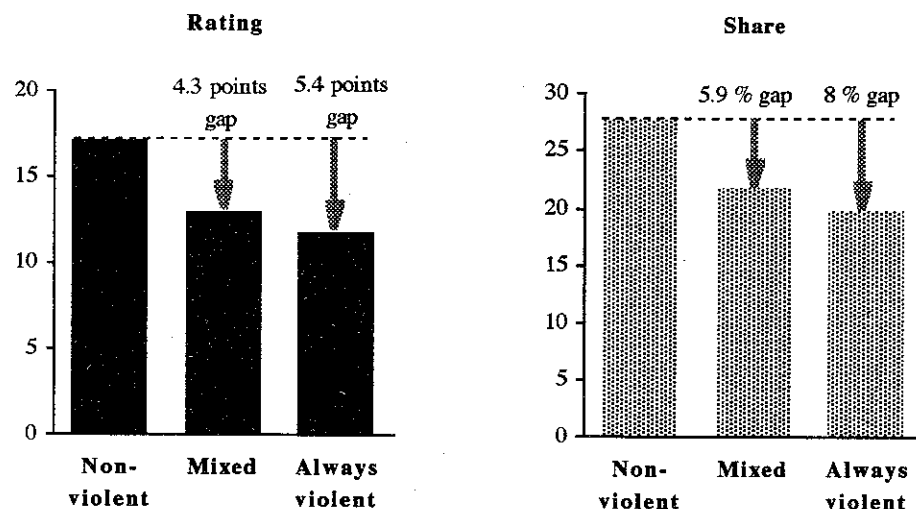 Rating
20
15
10
5
0
4.3 points
gap
5.4 points
gap
Non-
violent
Mixed
Always
violent
Share
30
25
20
15
10
5
0
5.9 % gap
8 % gap
Non-
violent
Mixed
Always
violent